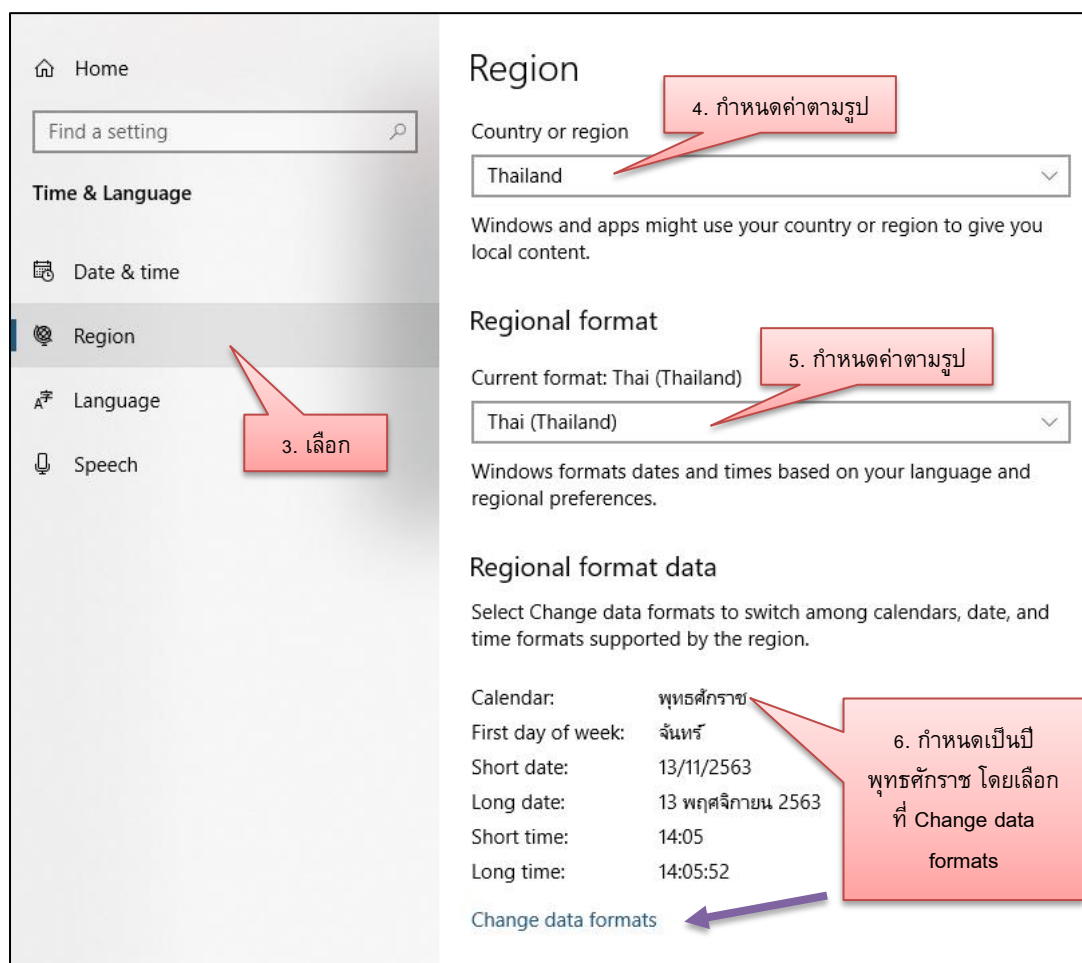 Home
Find a setting
Time & Language
Date & time
Region
Language
Speech
3. เลือก
Region
4. กำหนดค่าตามรูป
Country or region
Thailand
Windows and apps might use your country or region to give you
local content.
Regional format
5. กำหนดค่าตามรูป
Current format: Thai (Thailand)
Thai (Thailand)
Windows formats dates and times based on your language and
regional preferences.
Regional format data
Select Change data formats to switch among calendars, date, and
time formats supported by the region.
Calendar: พุทธศักราช
First day of week: จันทร์
Short date: 13/11/2563
Long date: 13 พฤศจิกายน 2563
Short time: 14:05
Long time: 14:05:52
Change data formats
6. กำหนดเป็นปี
พุทธศักราช โดยเลือก
ที่ Change data
formats